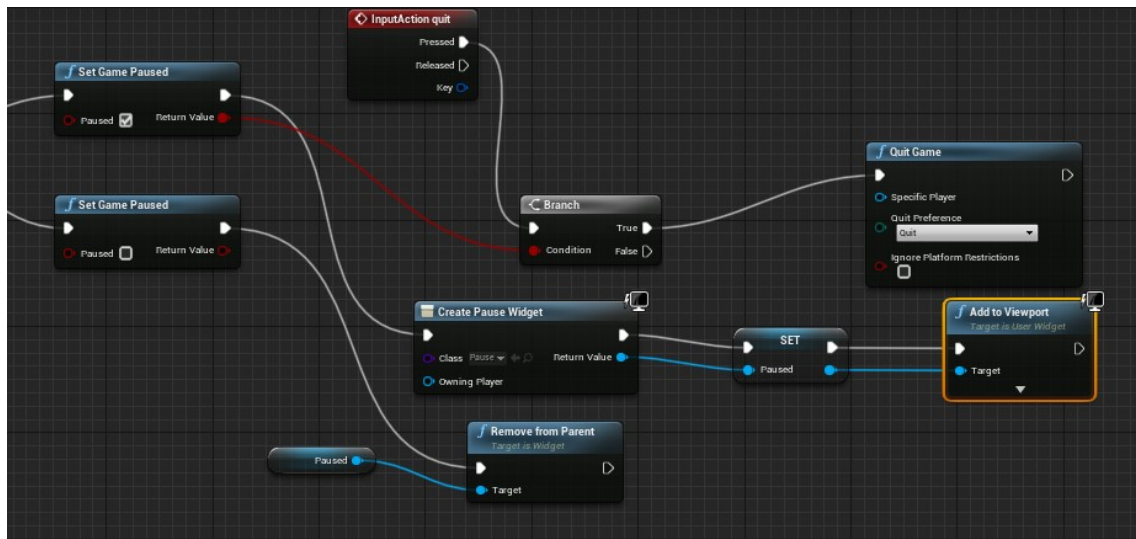 InputAction quit
Pressed
Released
Key
Set Game Paused
Paused
Return Value
Set Game Paused
Paused
Return Value
Branch
True
Condition
False
Quit Game
Specific Player
Quit Preference
Quit
Ignore Platform Restrictions
Create Pause Widget
Class
Pause
Return Value
Owning Player
SET
Paused
Add to Viewport
Target is User Widget
Target
Remove from Parent
Target is Widget
Target
Paused